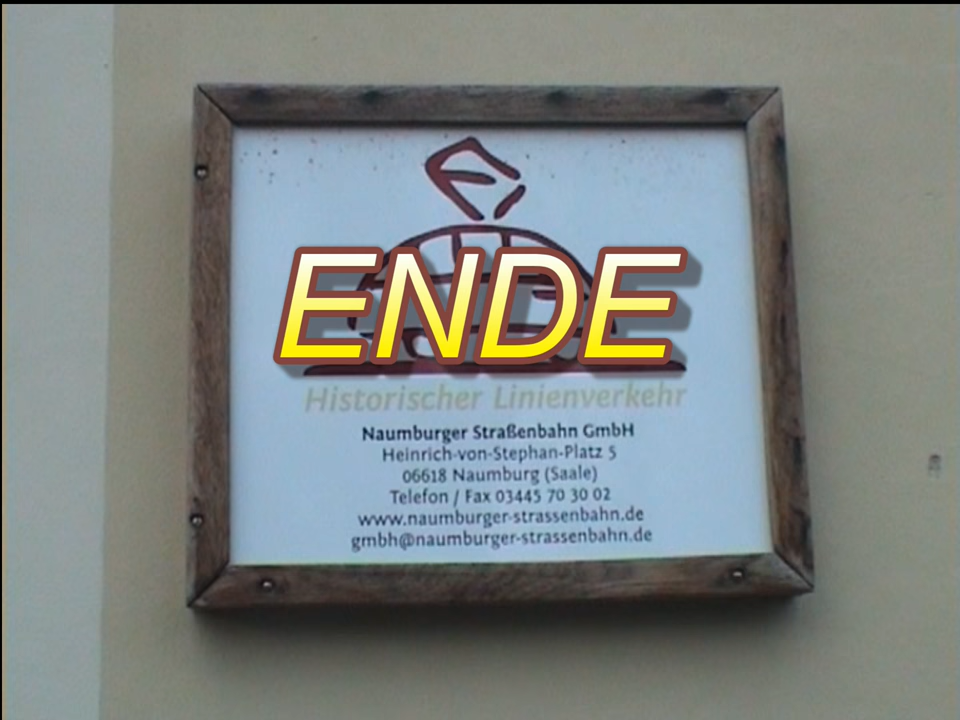 ENDE
Historischer Linienverkehr
Naumburger Straßenbahn GmbH
Heinrich-von-Stephan-Platz 5
06618 Naumburg (Saale)
Telefon / Fax 03445 70 30 02
www.naumburger-strassenbahn.de
gmbh@naumburger-strassenbahn.de